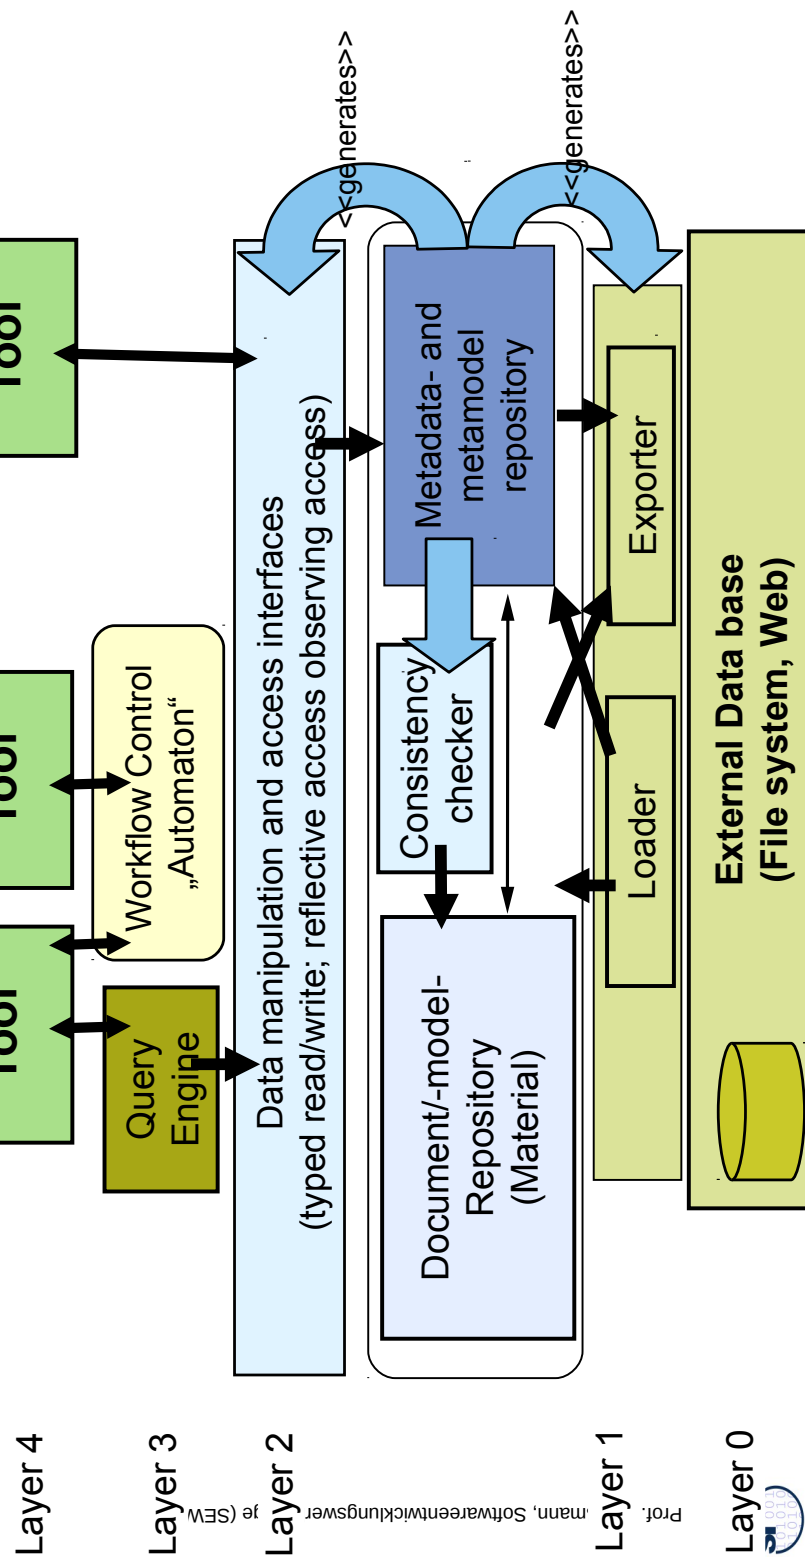 Layer 4
Tool
Tool
Tool
Layer 3
Query
Engine
Workflow Control
„Automaton“
Layer 2
Data manipulation and access interfaces
(typed read/write; reflective access observing access)
<<generates>>
Document/-model-
Repository
(Material)
Consistency
checker
Metadata- and
metamodel
repository
<<generates>>
Layer 1
Loader
Exporter
Layer 0
External Data base
(File system, Web)
Prof. mann, Softwareentwicklungswer ge (SEW